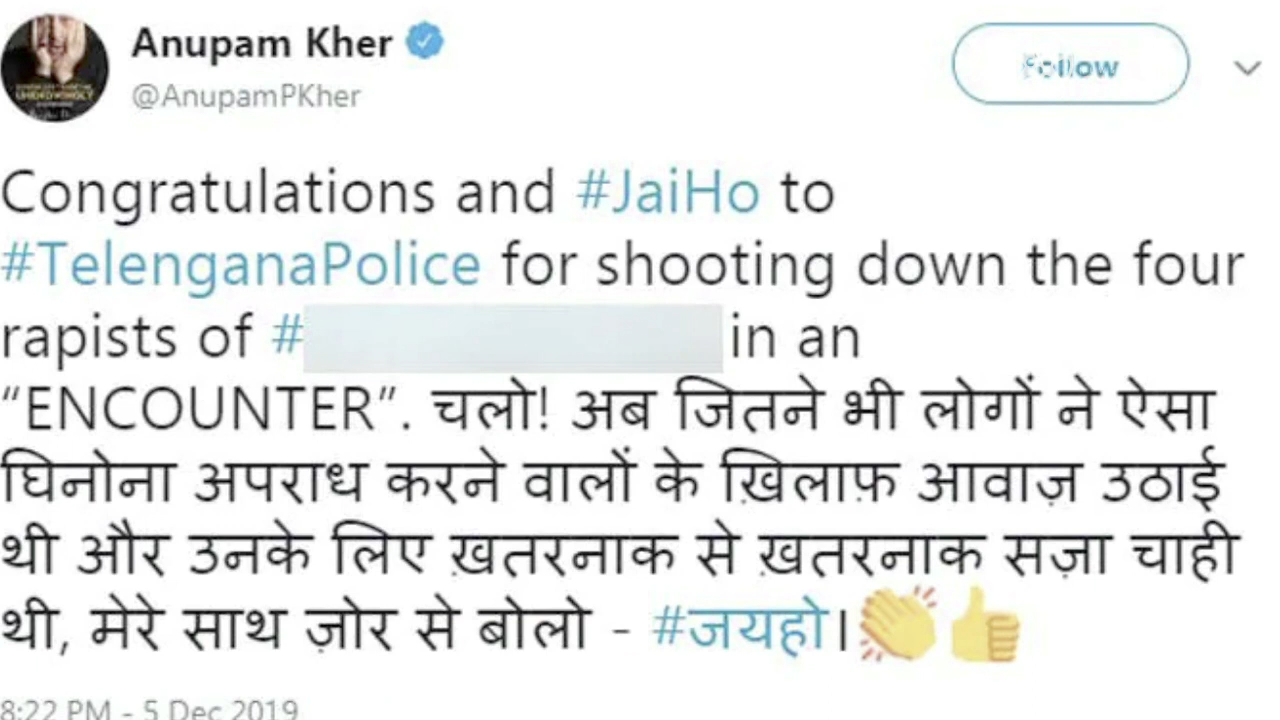 Anupam Kher
@AnupamPKher
Follow
Congratulations and #JaiHo to
#TelenganaPolice for shooting down the four
rapists of # in an
“ENCOUNTER”. चलो! अब जितने भी लोगों ने ऐसा
घिनोना अपराध करने वालों के ख़िलाफ़ आवाज़ उठाई
थी और उनके लिए ख़तरनाक से ख़तरनाक सज़ा चाही
थी, मेरे साथ ज़ोर से बोलो - #जयहो।👏👍
8:22 PM - 5 Dec 2019